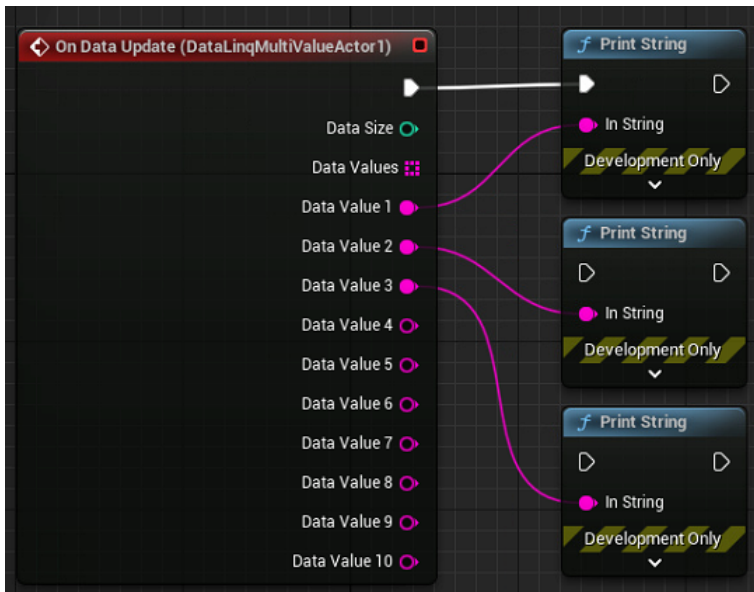 On Data Update (DataLinqMultiValueActor1)
Data Size
Data Values
Data Value 1
Data Value 2
Data Value 3
Data Value 4
Data Value 5
Data Value 6
Data Value 7
Data Value 8
Data Value 9
Data Value 10
f Print String
In String
Development Only
f Print String
In String
Development Only
f Print String
In String
Development Only